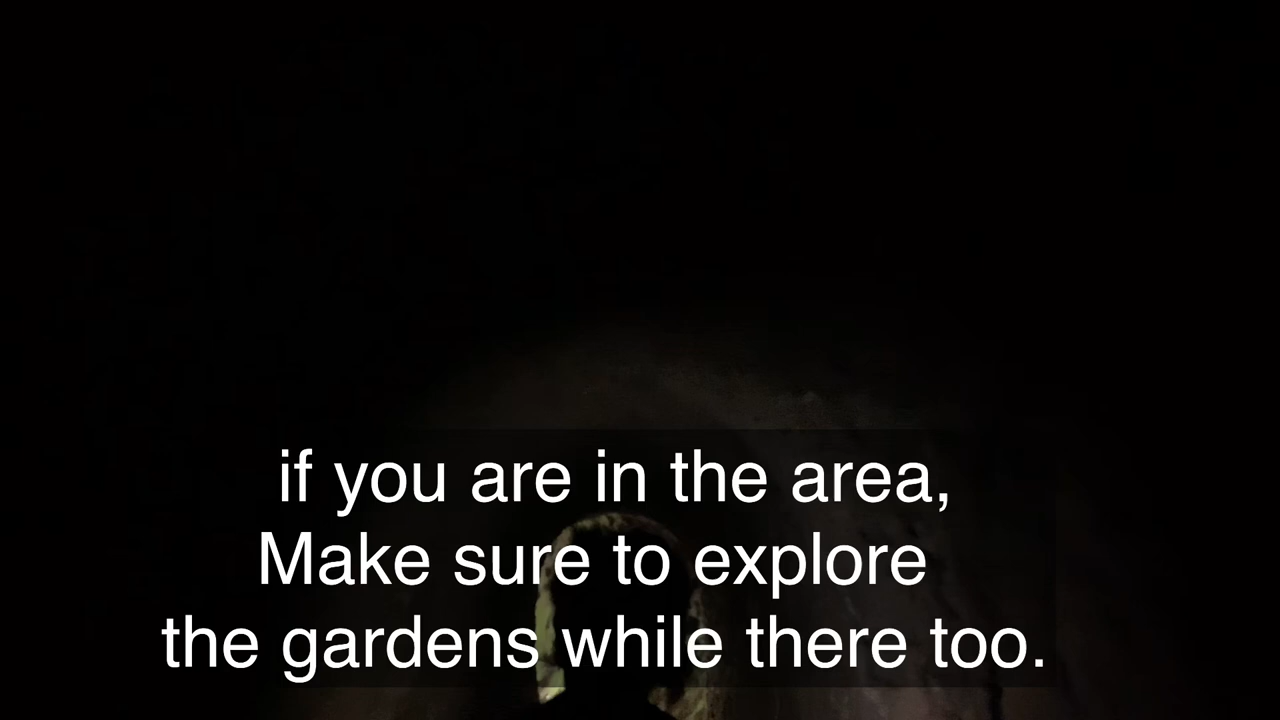 if you are in the area,
Make sure to explore
the gardens while there too.